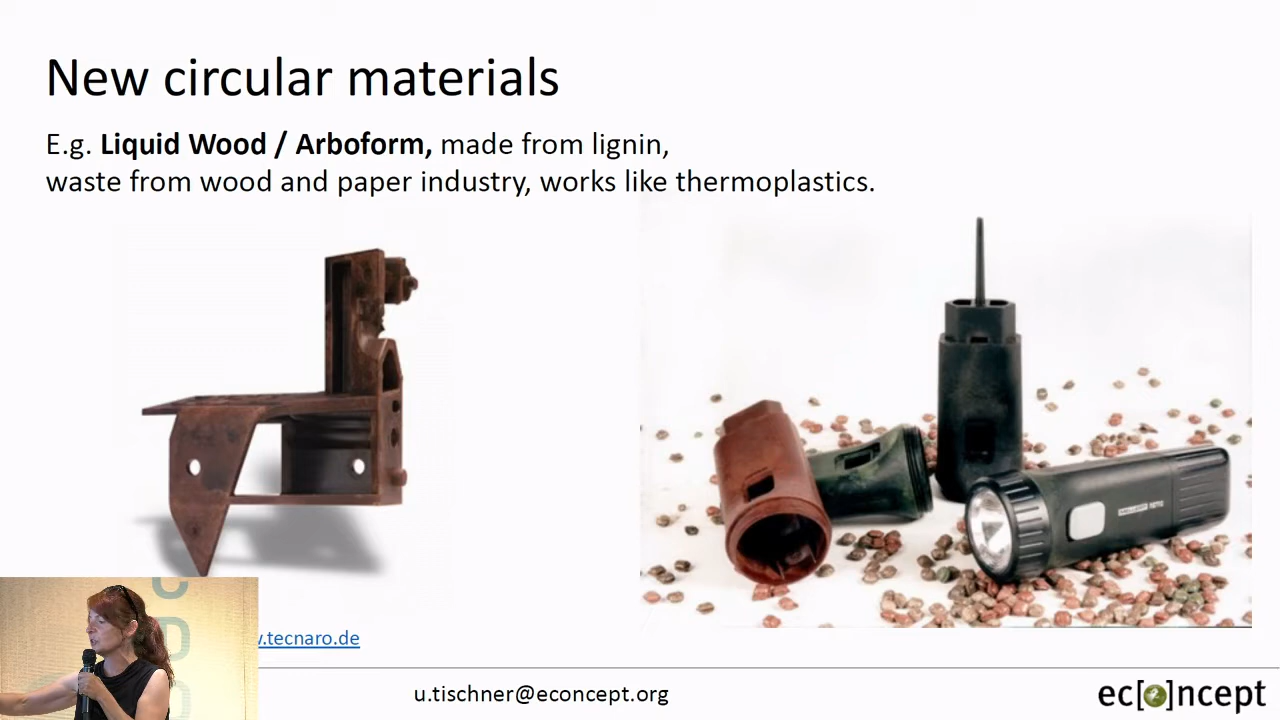 New circular materials
E.g. Liquid Wood / Arboform, made from lignin,
waste from wood and paper industry, works like thermoplastics.
.tecnaro.de
u.tischner@econcept.org
ec[o]ncept